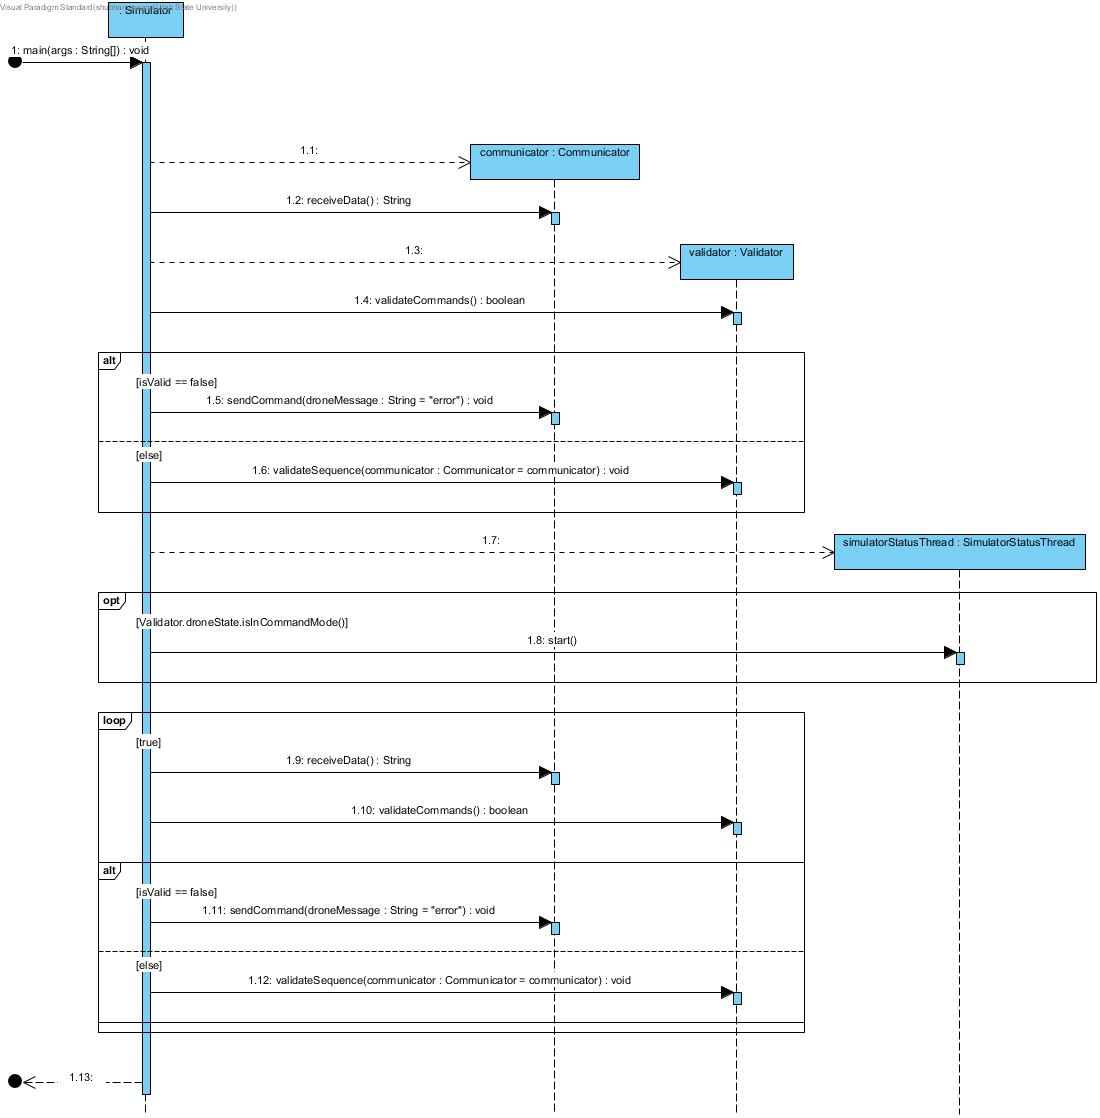 Visual Paradigm Standard
State University))
: Simulator
1: main(args : String[]) : void
1.1:
communicator : Communicator
1.2: receiveData() : String
1.3:
validator : Validator
1.4: validateCommands() : boolean
alt
[isValid == false]
1.5: sendCommand(droneMessage : String = "error") : void
[else]
1.6: validateSequence(communicator : Communicator = communicator) : void
1.7:
simulatorStatusThread : SimulatorStatusThread
opt
[Validator.droneState.isInCommandMode()]
1.8: start()
loop
[true]
1.9: receiveData() : String
1.10: validateCommands() : boolean
alt
[isValid == false]
1.11: sendCommand(droneMessage : String = "error") : void
[else]
1.12: validateSequence(communicator : Communicator = communicator) : void
1.13: